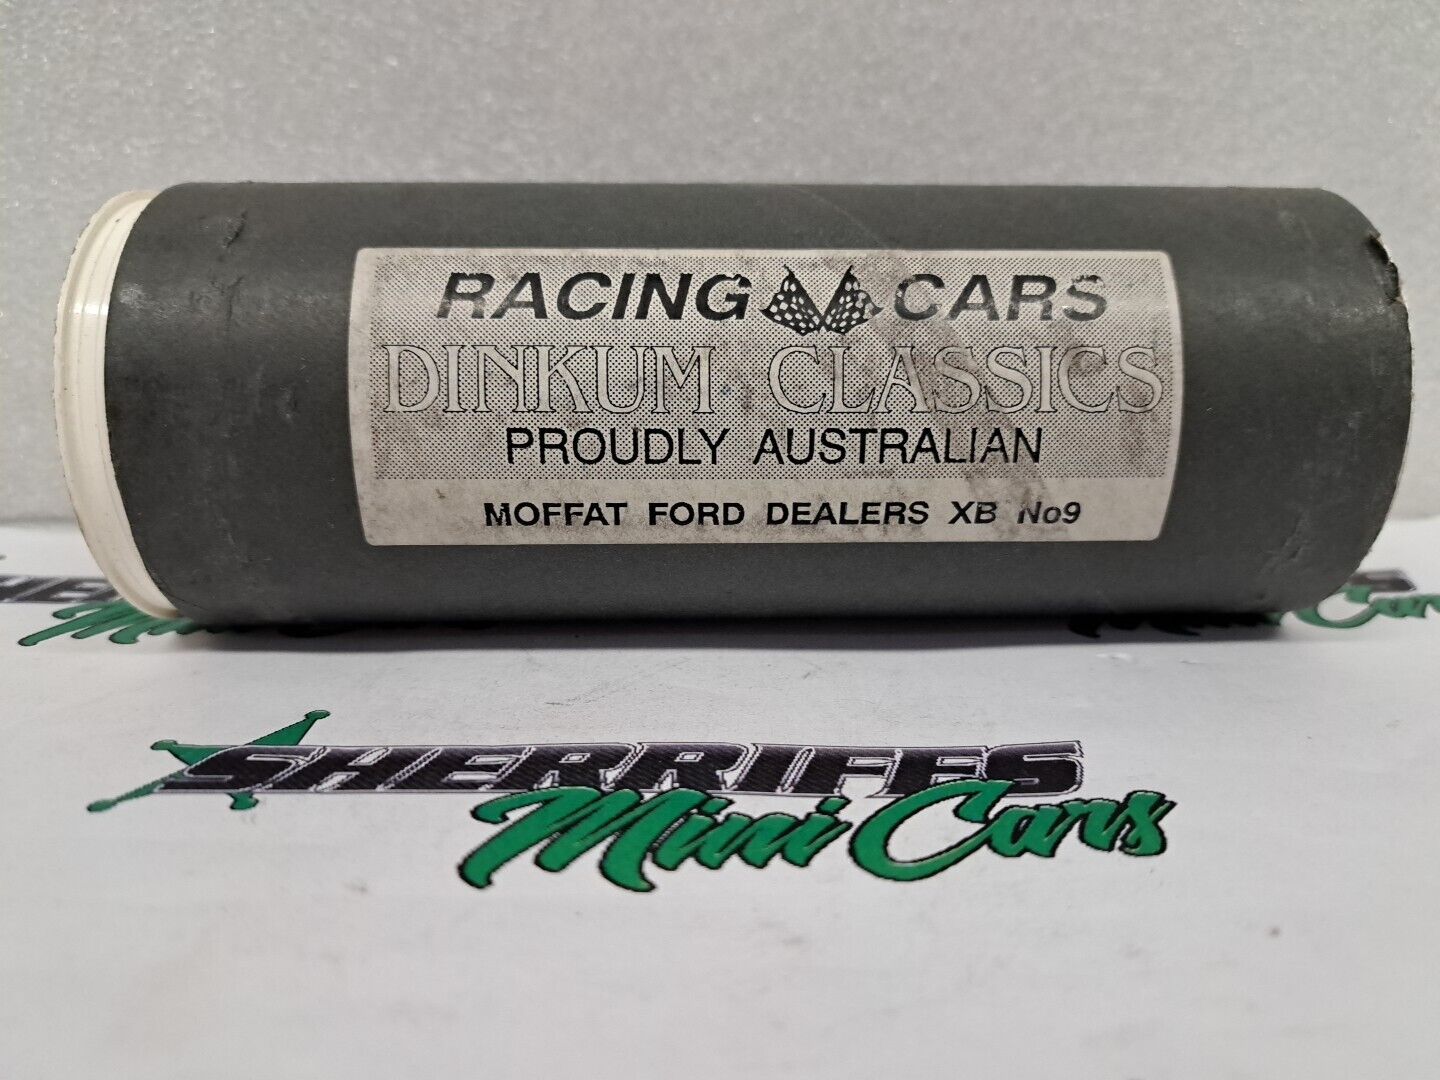 RACING CARS
DINKUM CLASSICS
PROUDLY AUSTRALIAN
MOFFAT FORD DEALERS XB No9
SHERRIFFS
Mini Cars